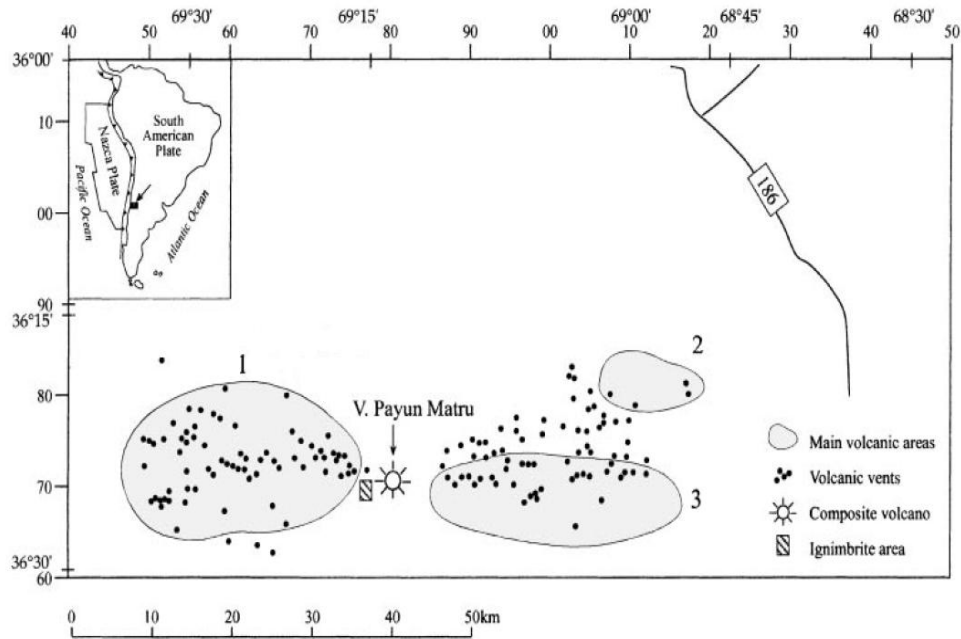 69°30' 69°15' 69°00' 68°45' 68°30'
40 50 60 70 80 70 90 00 10 20 30 40 50
36°00'
10
00
90
36°15'
80
70
36°30'
60
South
American
Plate
Nazca Plate
Pacific Ocean
Atlantic Ocean
186
1
2
V. Payun Matru
3
Main volcanic areas
Volcanic vents
Composite volcano
Ignimbrite area
0 10 20 30 40 50km